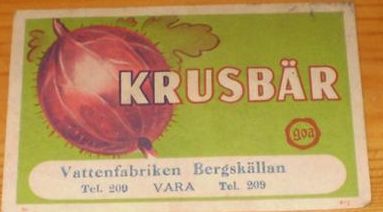 KRUSBÄR
goa
Vattenfabriken Bergskällan
Tel. 209 VARA Tel. 209